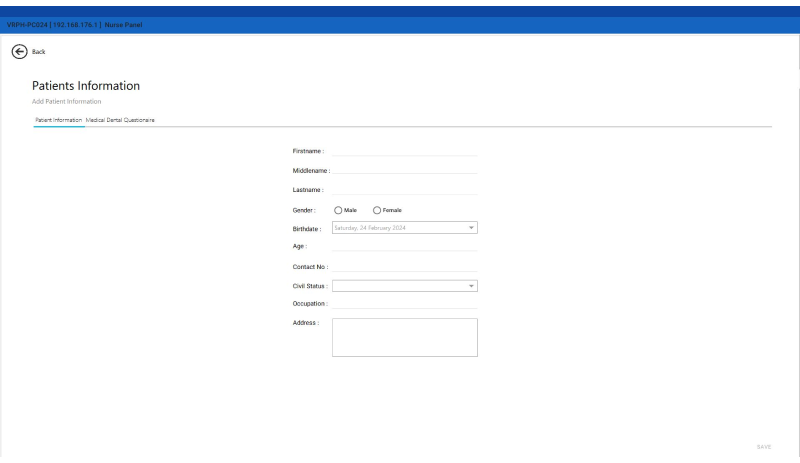 VRPH-PC024 | 192.168.176.1 | Nurse Panel
Back
Patients Information
Add Patient Information
Patient Information Medical Dental Questionaire
Firstname :
Middlename :
Lastname :
Gender : Male Female
Birthdate : Saturday, 24 February 2024
Age :
Contact No :
Civil Status :
Occupation :
Address :
SAVE